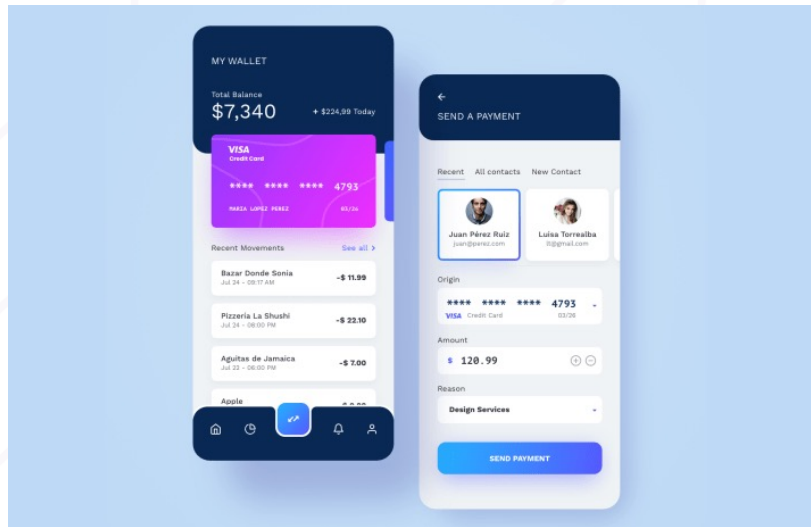 MY WALLET
Total Balance
$7,340
+ $224,99 Today
VISA
Credit Card
**** **** **** 4793
MARIA LOPEZ PEREZ 03/26
Recent Movements
See all >
Bazar Donde Sonia
Jul 24 - 09:17 AM
-$ 11.99
Pizzeria La Shushi
Jul 24 - 08:00 PM
-$ 22.10
Aguitas de Jamaica
Jul 22 - 06:00 PM
-$ 7.00
Apple
SEND A PAYMENT
Recent All contacts New Contact
Juan Pérez Ruiz
juan@perez.com
Luisa Torrealba
lt@gmail.com
Origin
**** **** **** 4793
VISA Credit Card 03/26
Amount
$ 120.99
Reason
Design Services
SEND PAYMENT